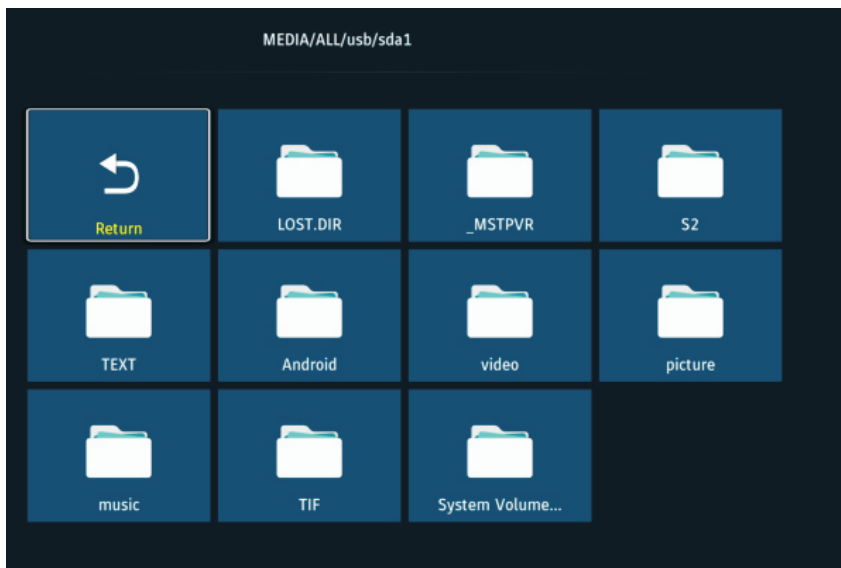 MEDIA/ALL/usb/sda1
Return
LOST.DIR
_MSTPVR
S2
TEXT
Android
video
picture
music
TIF
System Volume...